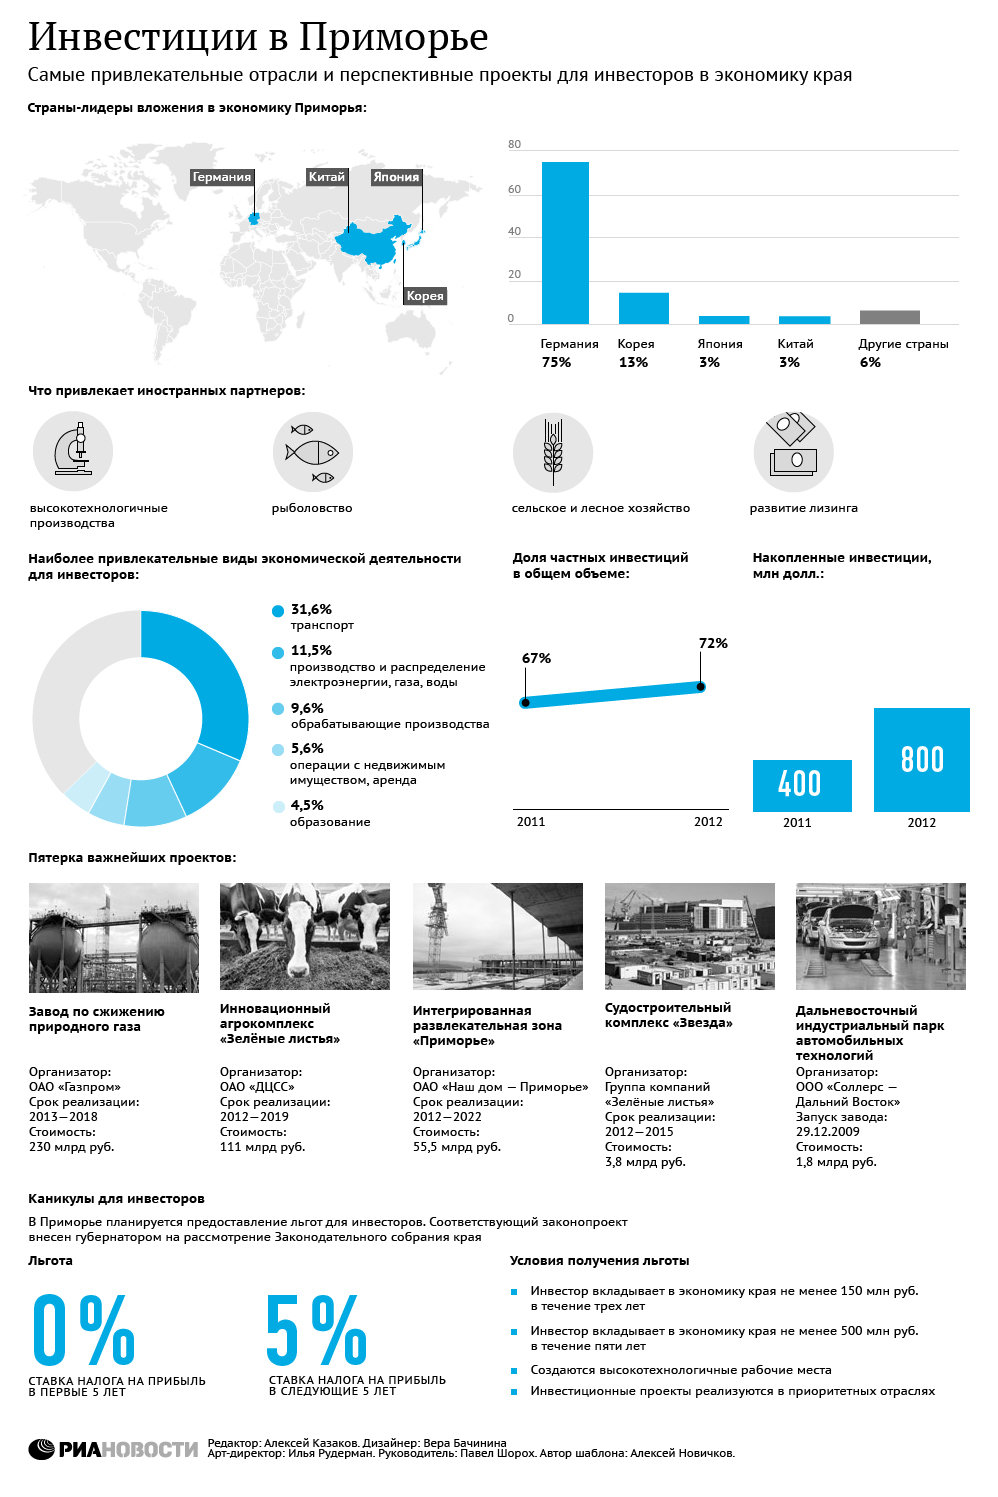 Инвестиции в Приморье
Самые привлекательные отрасли и перспективные проекты для инвесторов в экономику края
Страны-лидеры вложения в экономику Приморья:
Германия
Китай
Япония
Корея
80
60
40
20
0
Германия
75%
Корея
13%
Япония
3%
Китай
3%
Другие страны
6%
Что привлекает иностранных партнеров:
высокотехнологичные
производства
рыболовство
сельское и лесное хозяйство
развитие лизинга
Наиболее привлекательные виды экономической деятельности
для инвесторов:
31,6%
транспорт
11,5%
производство и распределение
электроэнергии, газа, воды
9,6%
обрабатывающие производства
5,6%
операции с недвижимым
имуществом, аренда
4,5%
образование
Доля частных инвестиций
в общем объеме:
67%
72%
2011
2012
Накопленные инвестиции,
млн долл.:
400
800
2011
2012
Пятерка важнейших проектов:
Завод по сжижению
природного газа
Организатор:
ОАО «Газпром»
Срок реализации:
2013—2018
Стоимость:
230 млрд руб.
Инновационный
агрокомплекс
«Зелёные листья»
Организатор:
ОАО «ДЦСС»
Срок реализации:
2012—2019
Стоимость:
111 млрд руб.
Интегрированная
развлекательная зона
«Приморье»
Организатор:
ОАО «Наш дом — Приморье»
Срок реализации:
2012—2022
Стоимость:
55,5 млрд руб.
Судостроительный
комплекс «Звезда»
Организатор:
Группа компаний
«Зелёные листья»
Срок реализации:
2012—2015
Стоимость:
3,8 млрд руб.
Дальневосточный
индустриальный парк
автомобильных
технологий
Организатор:
ООО «Соллерс —
Дальний Восток»
Запуск завода:
29.12.2009
Стоимость:
1,8 млрд руб.
Каникулы для инвесторов
В Приморье планируется предоставление льгот для инвесторов. Соответствующий законопроект
внесен губернатором на рассмотрение Законодательного собрания края
Льгота
0%
СТАВКА НАЛОГА НА ПРИБЫЛЬ
В ПЕРВЫЕ 5 ЛЕТ
5%
СТАВКА НАЛОГА НА ПРИБЫЛЬ
В СЛЕДУЮЩИЕ 5 ЛЕТ
Условия получения льготы
Инвестор вкладывает в экономику края не менее 150 млн руб.
в течение трех лет
Инвестор вкладывает в экономику края не менее 500 млн руб.
в течение пяти лет
Создаются высокотехнологичные рабочие места
Инвестиционные проекты реализуются в приоритетных отраслях
РИАНОВОСТИ
Редактор: Алексей Казаков. Дизайнер: Вера Бачинина
Арт-директор: Илья Рудерман. Руководитель: Павел Шорох. Автор шаблона: Алексей Новичков.